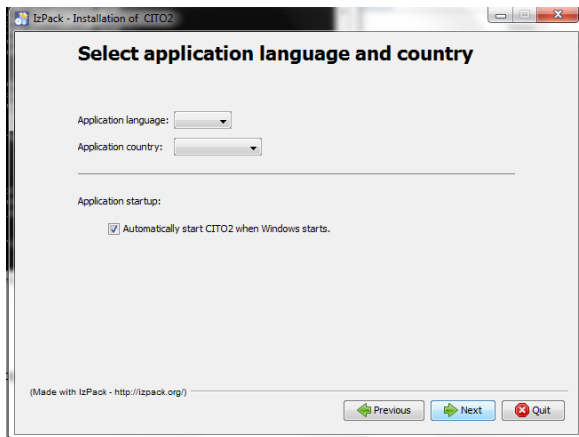 IzPack - Installation of CITO2
Select application language and country
Application language:
Application country:
Application startup:
Automatically start CITO2 when Windows starts.
(Made with IzPack - http://izpack.org/)
Previous Next Quit